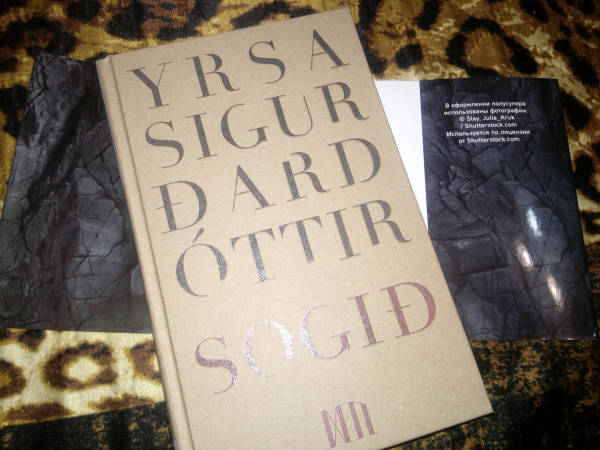 YRSA
SIGUR
ÐARD
ÓTTIR
SOGIÐ
В оформлении полусупера
использованы фотографии:
© Slay, Julia_Kruk
/ Shutterstock.com
Используется по лицензии
от Shutterstock.com